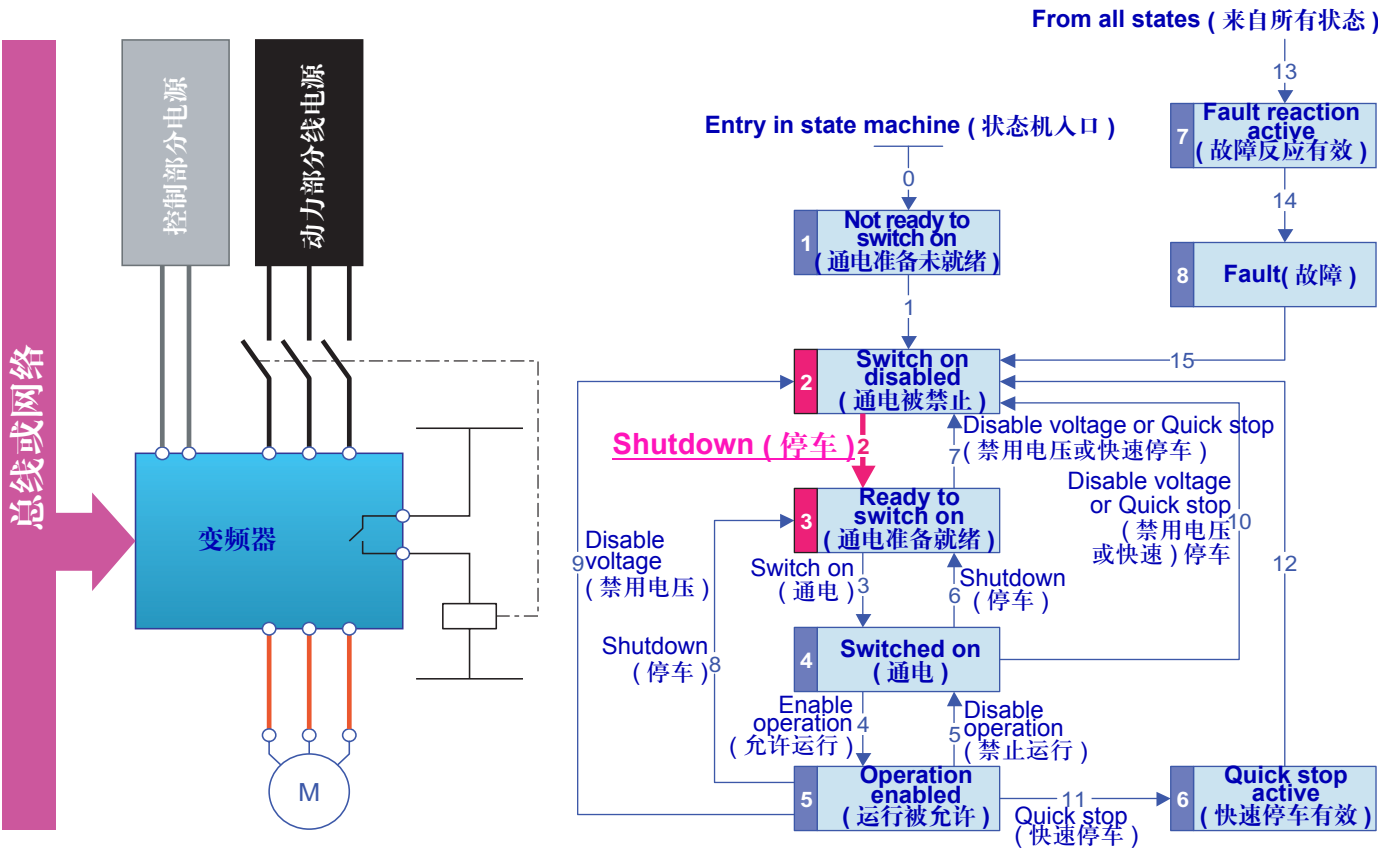 总线或网络
控制部分电源
动力部分线电源
变频器
M
From all states ( 来自所有状态 )
13
7
Fault reaction
active
( 故障反应有效 )
14
8
Fault( 故障 )
Entry in state machine ( 状态机入口 )
0
1
Not ready to
switch on
( 通电准备未就绪 )
1
15
2
Switch on
disabled
( 通电被禁止 )
Shutdown ( 停车 )
2
7
Disable voltage or Quick stop
( 禁用电压或快速停车 )
Disable voltage
or Quick stop
( 禁用电压
或快速 ) 停车
10
12
3
Ready to
switch on
( 通电准备就绪 )
9
Disable
voltage
( 禁用电压 )
Switch on
( 通电 )
3
6
Shutdown
( 停车 )
Shutdown
( 停车 )
8
4
Switched on
( 通电 )
Enable
operation
( 允许运行 )
4
5
Disable
operation
( 禁止运行 )
5
Operation
enabled
( 运行被允许 )
11
Quick stop
( 快速停车 )
6
Quick stop
active
( 快速停车有效 )